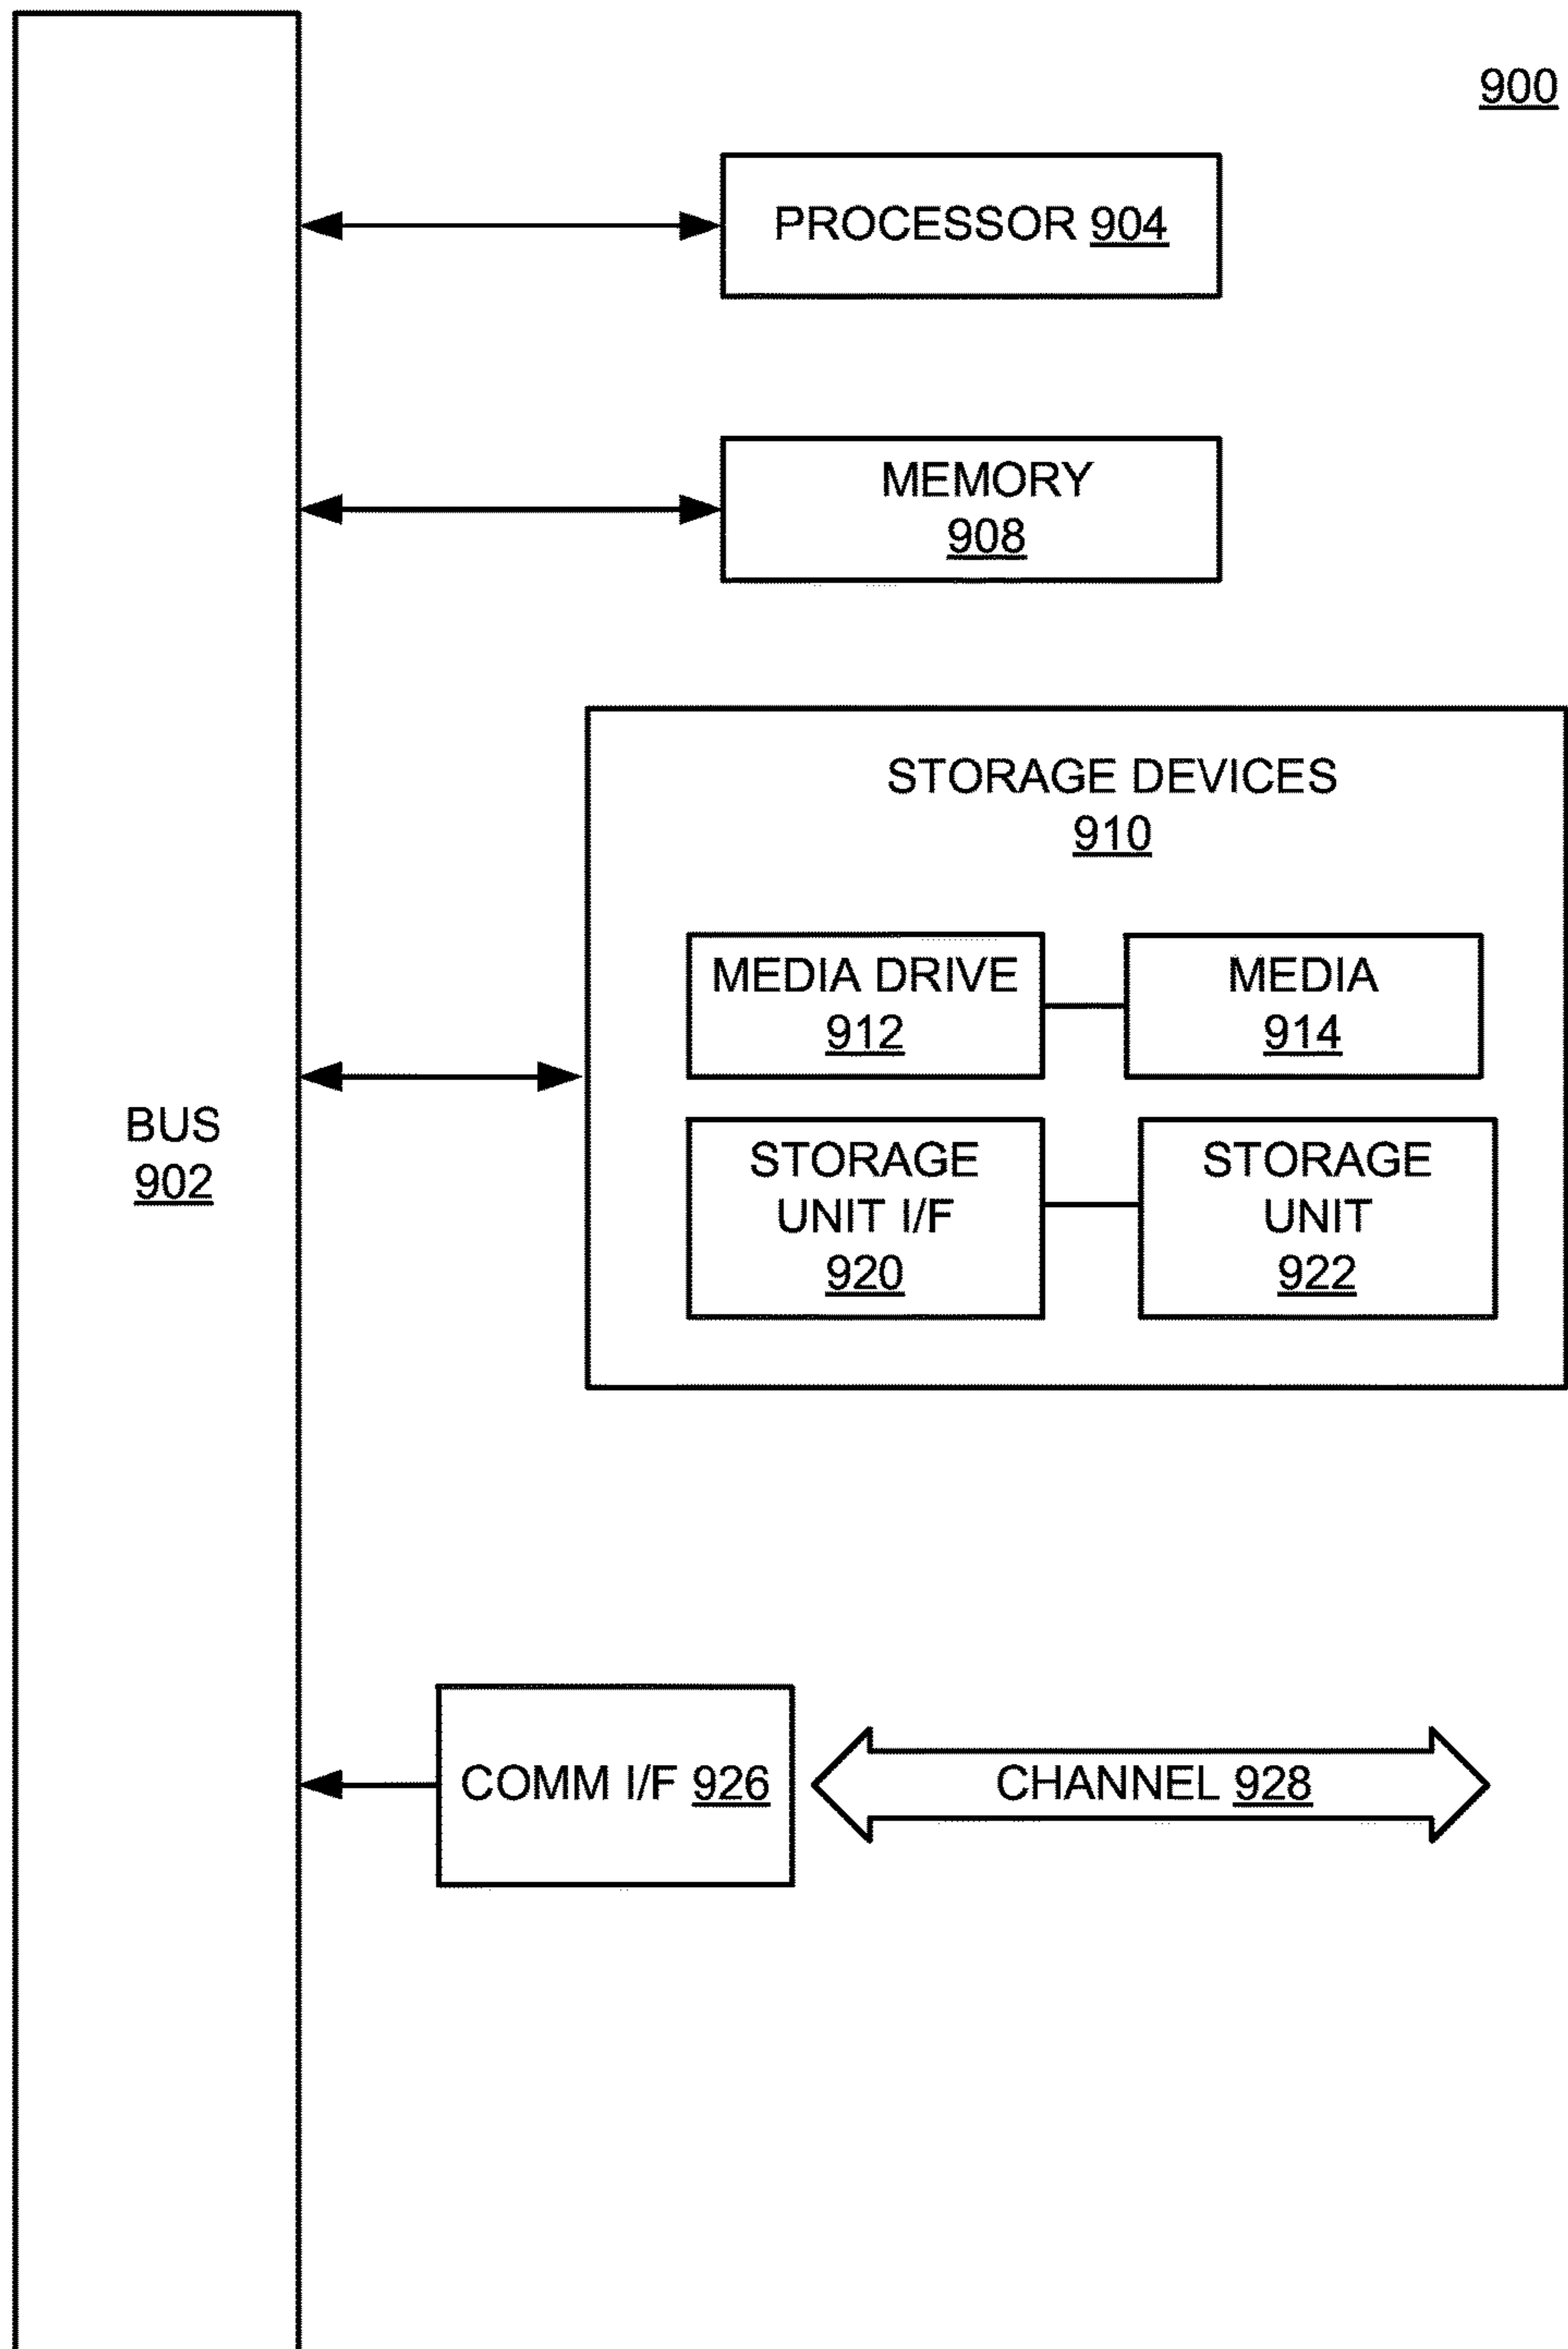 900
PROCESSOR 904
MEMORY
908
STORAGE DEVICES
910
MEDIA DRIVE
912
MEDIA
914
BUS
902
STORAGE
UNIT I/F
920
STORAGE
UNIT
922
COMM I/F 926
CHANNEL 928